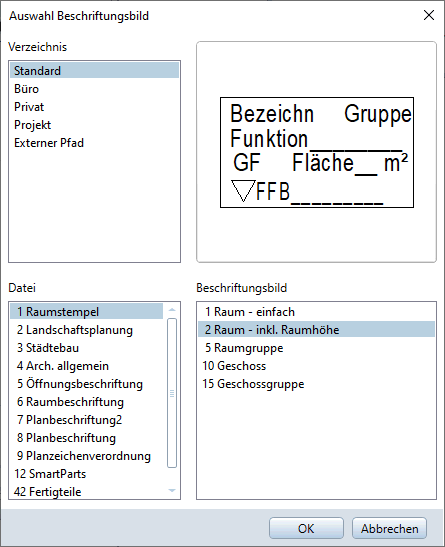 Auswahl Beschriftungsbild
Verzeichnis
Standard
Büro
Privat
Projekt
Externer Pfad
Bezeichn Gruppe
Funktion_________
GF Fläche__ m²
FFB_________
Datei
1 Raumstempel
2 Landschaftsplanung
3 Städtebau
4 Arch. allgemein
5 Öffnungsbeschriftung
6 Raumbeschriftung
7 Planbeschriftung2
8 Planbeschriftung
9 Planzeichenverordnung
12 SmartParts
42 Fertigteile
Beschriftungsbild
1 Raum - einfach
2 Raum - inkl. Raumhöhe
5 Raumgruppe
10 Geschoss
15 Geschossgruppe
OK Abbrechen